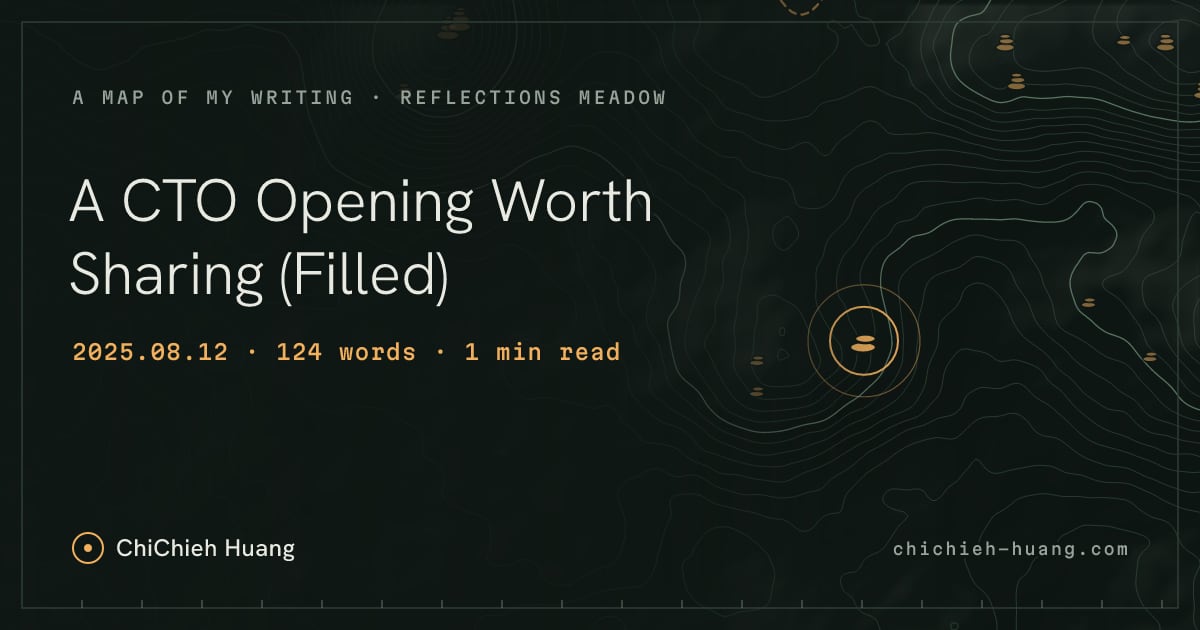 A MAP OF MY WRITING · REFLECTIONS MEADOW
A CTO Opening Worth
Sharing (Filled)
2025.08.12 · 124 words · 1 min read
ChiChieh Huang
chichieh-huang.com